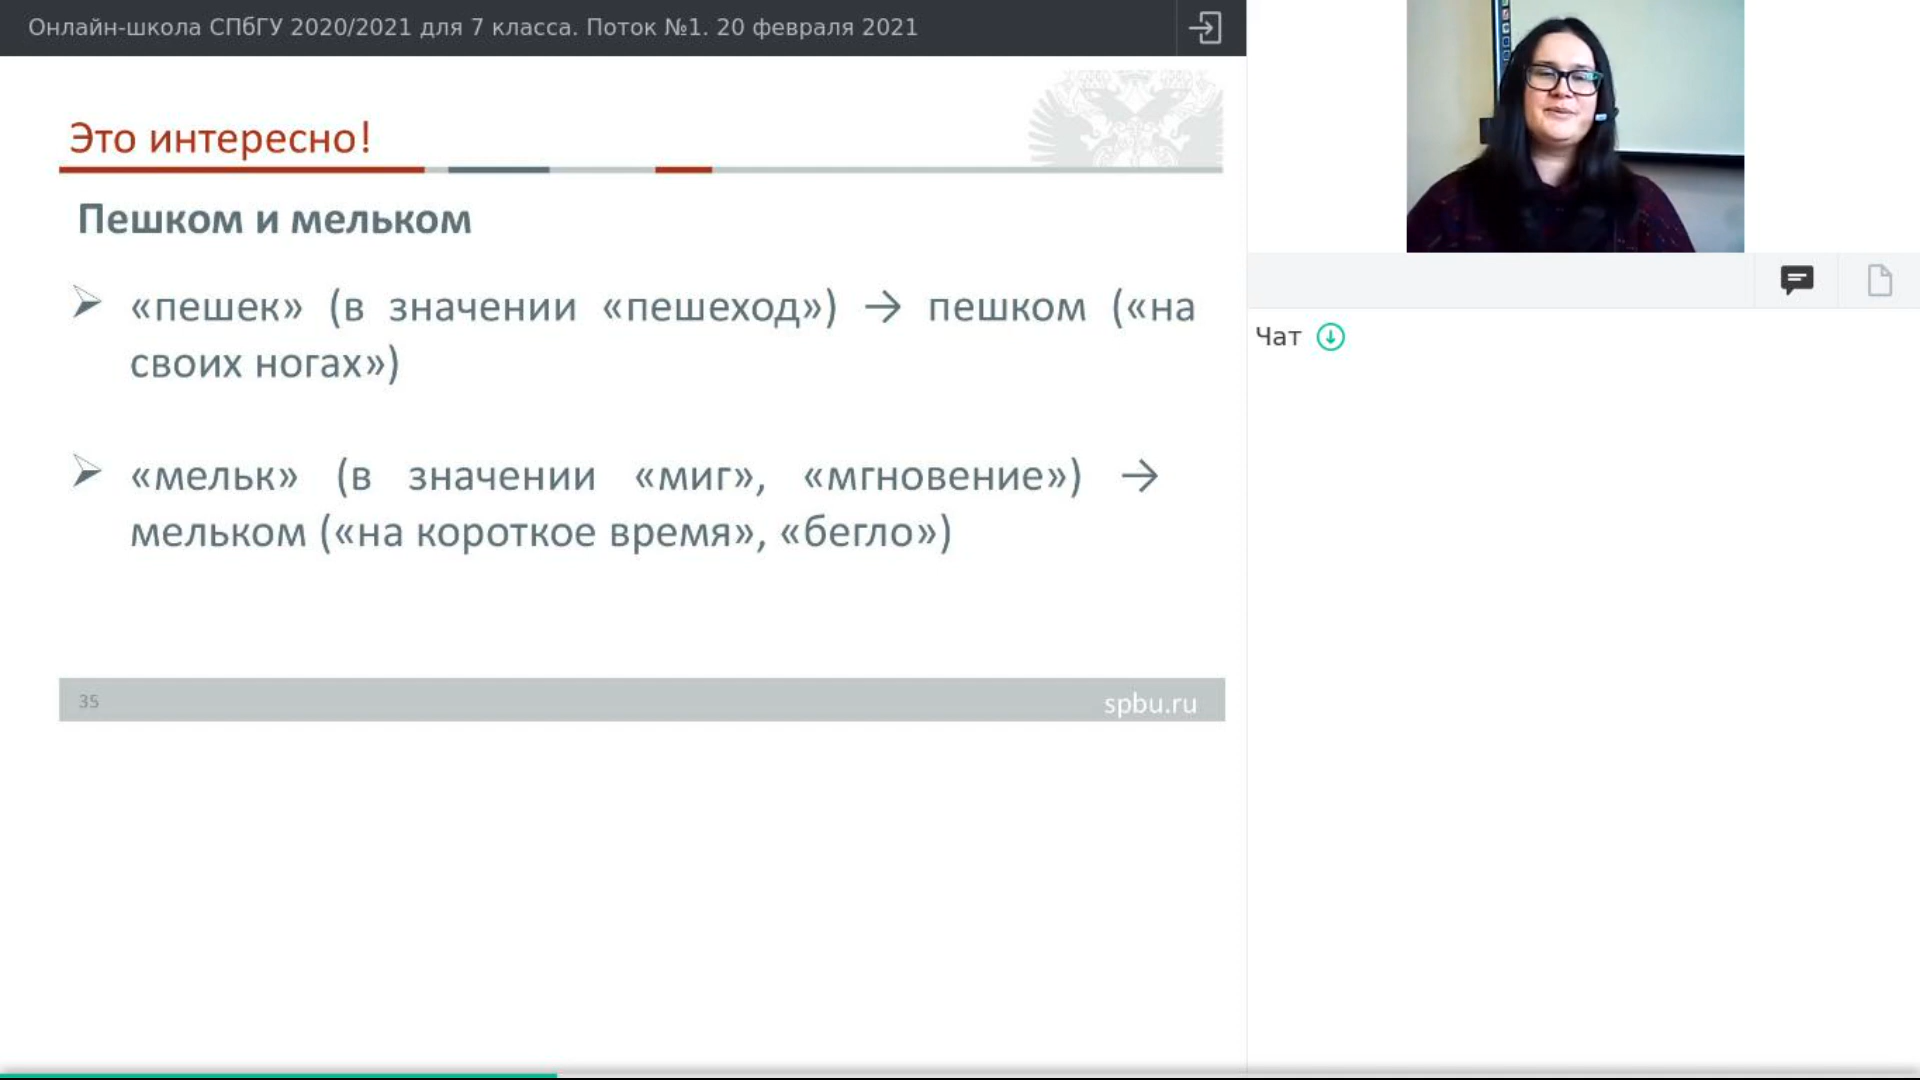 Онлайн-школа СПбГУ 2020/2021 для 7 класса. Поток №1. 20 февраля 2021
Это интересно!
Пешком и мельком
«пешек» (в значении «пешеход») → пешком («на
своих ногах»)
«мельк» (в значении «миг», «мгновение») →
мельком («на короткое время», «бегло»)
35
spbu.ru
Чат